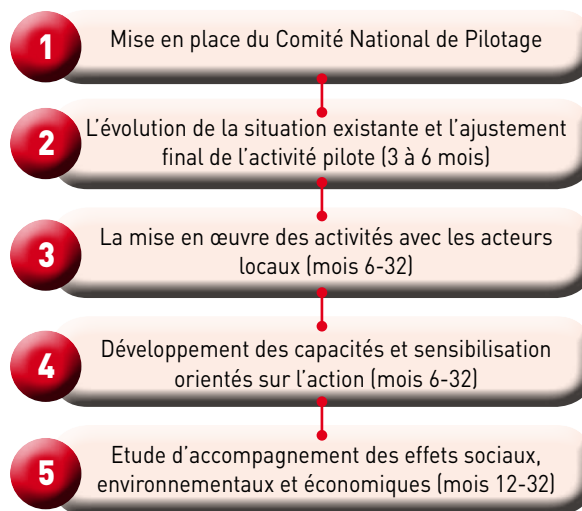 1
Mise en place du Comité National de Pilotage
2
L'évolution de la situation existante et l'ajustement
final de l'activité pilote (3 à 6 mois)
3
La mise en œuvre des activités avec les acteurs
locaux (mois 6-32)
4
Développement des capacités et sensibilisation
orientés sur l'action (mois 6-32)
5
Etude d'accompagnement des effets sociaux,
environnementaux et économiques (mois 12-32)